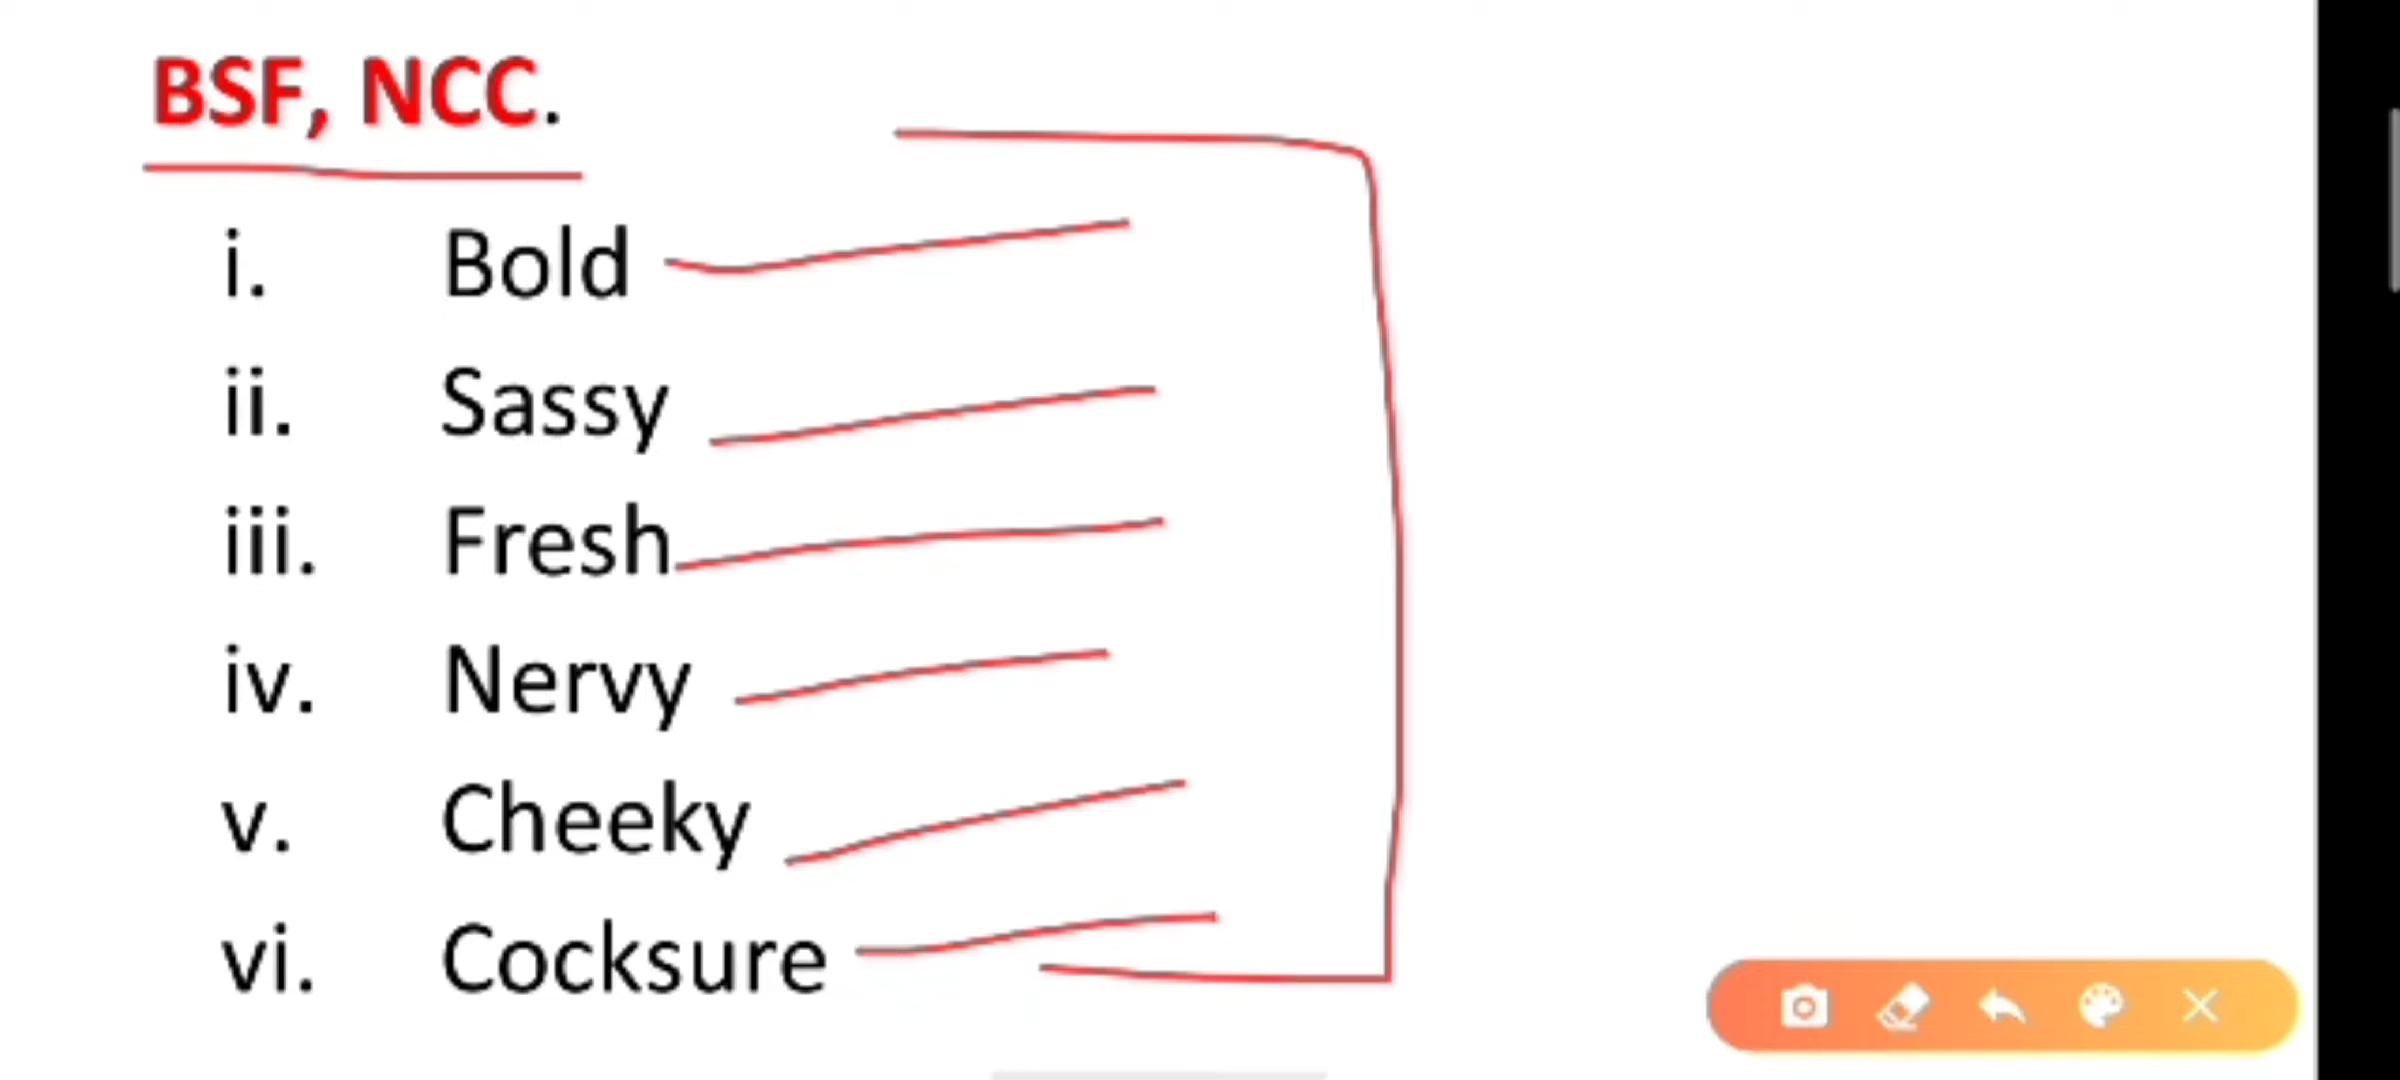 BSF, NCC.
i. Bold
ii. Sassy
iii. Fresh
iv. Nervy
v. Cheeky
vi. Cocksure